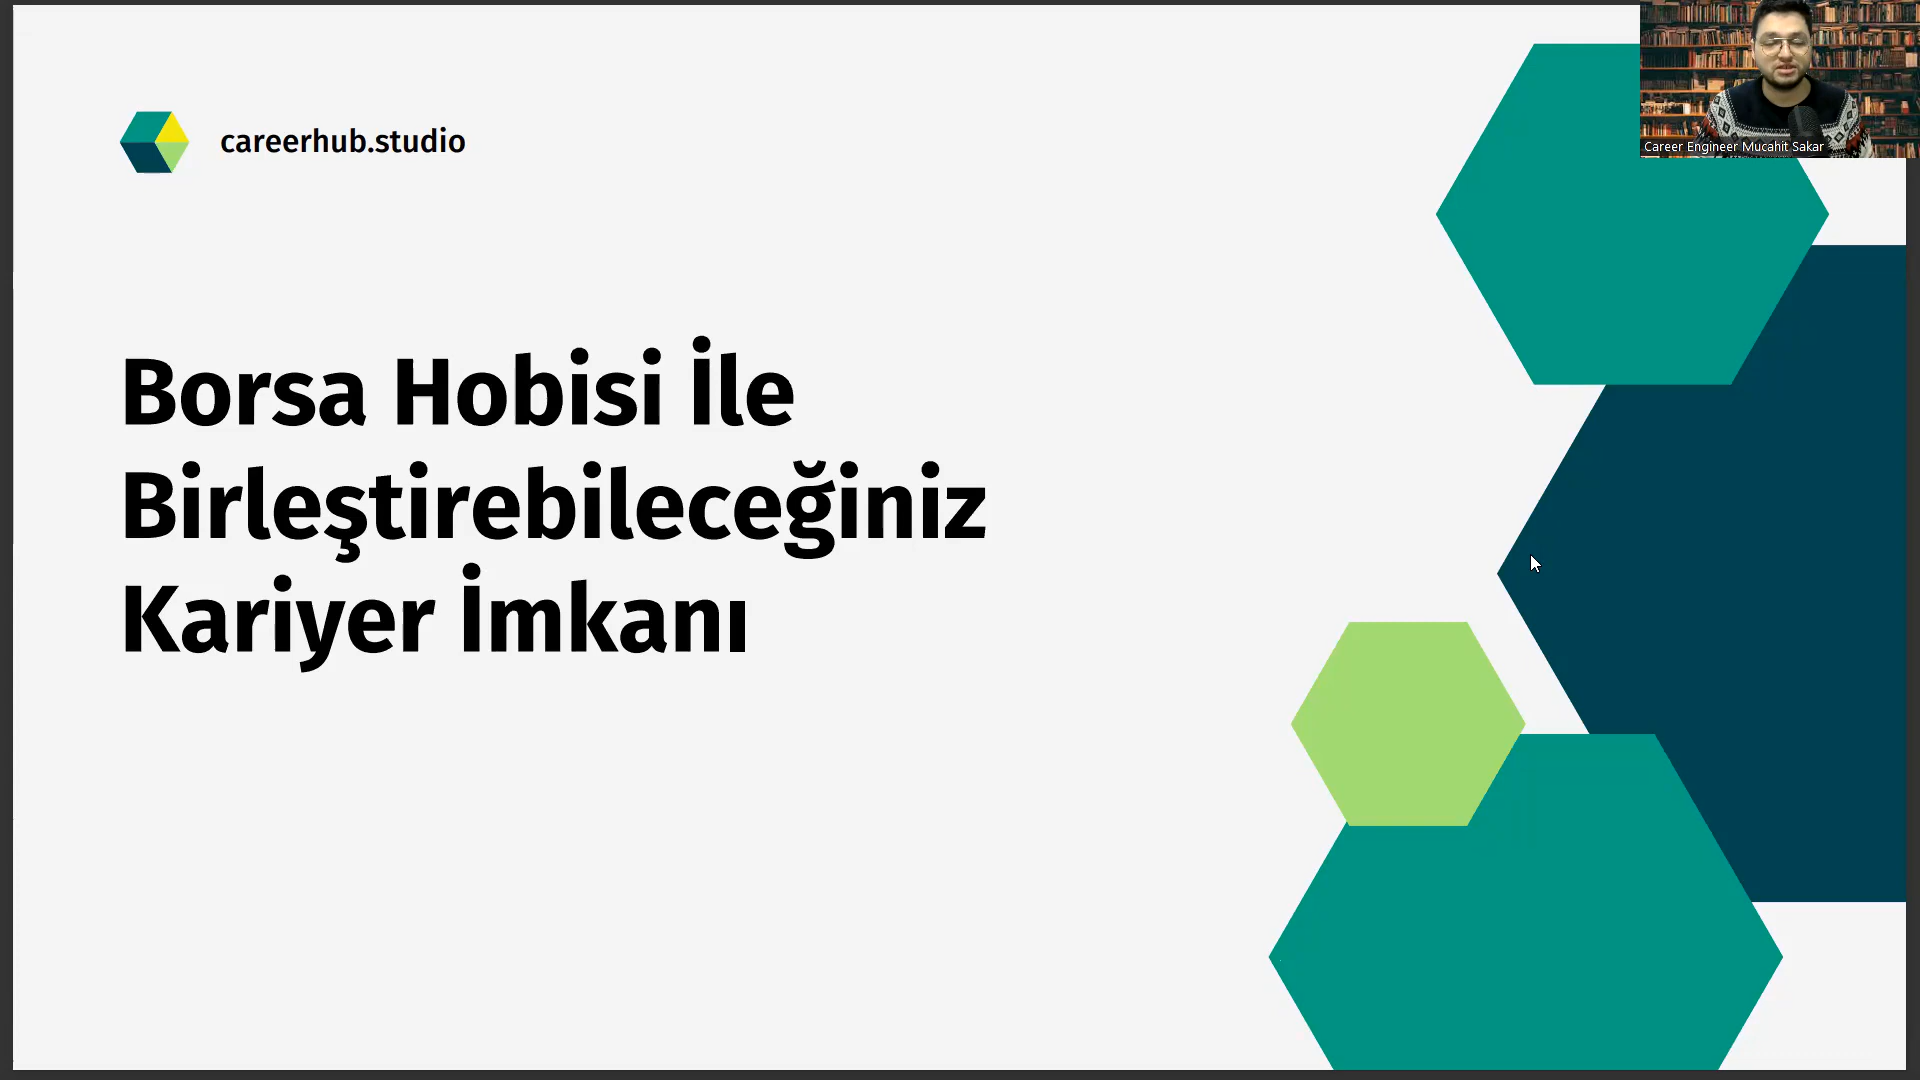 careerhub.studio
Career Engineer Mucahit Sakar
Borsa Hobisi İle
Birleştirebileceğiniz
Kariyer İmkanı